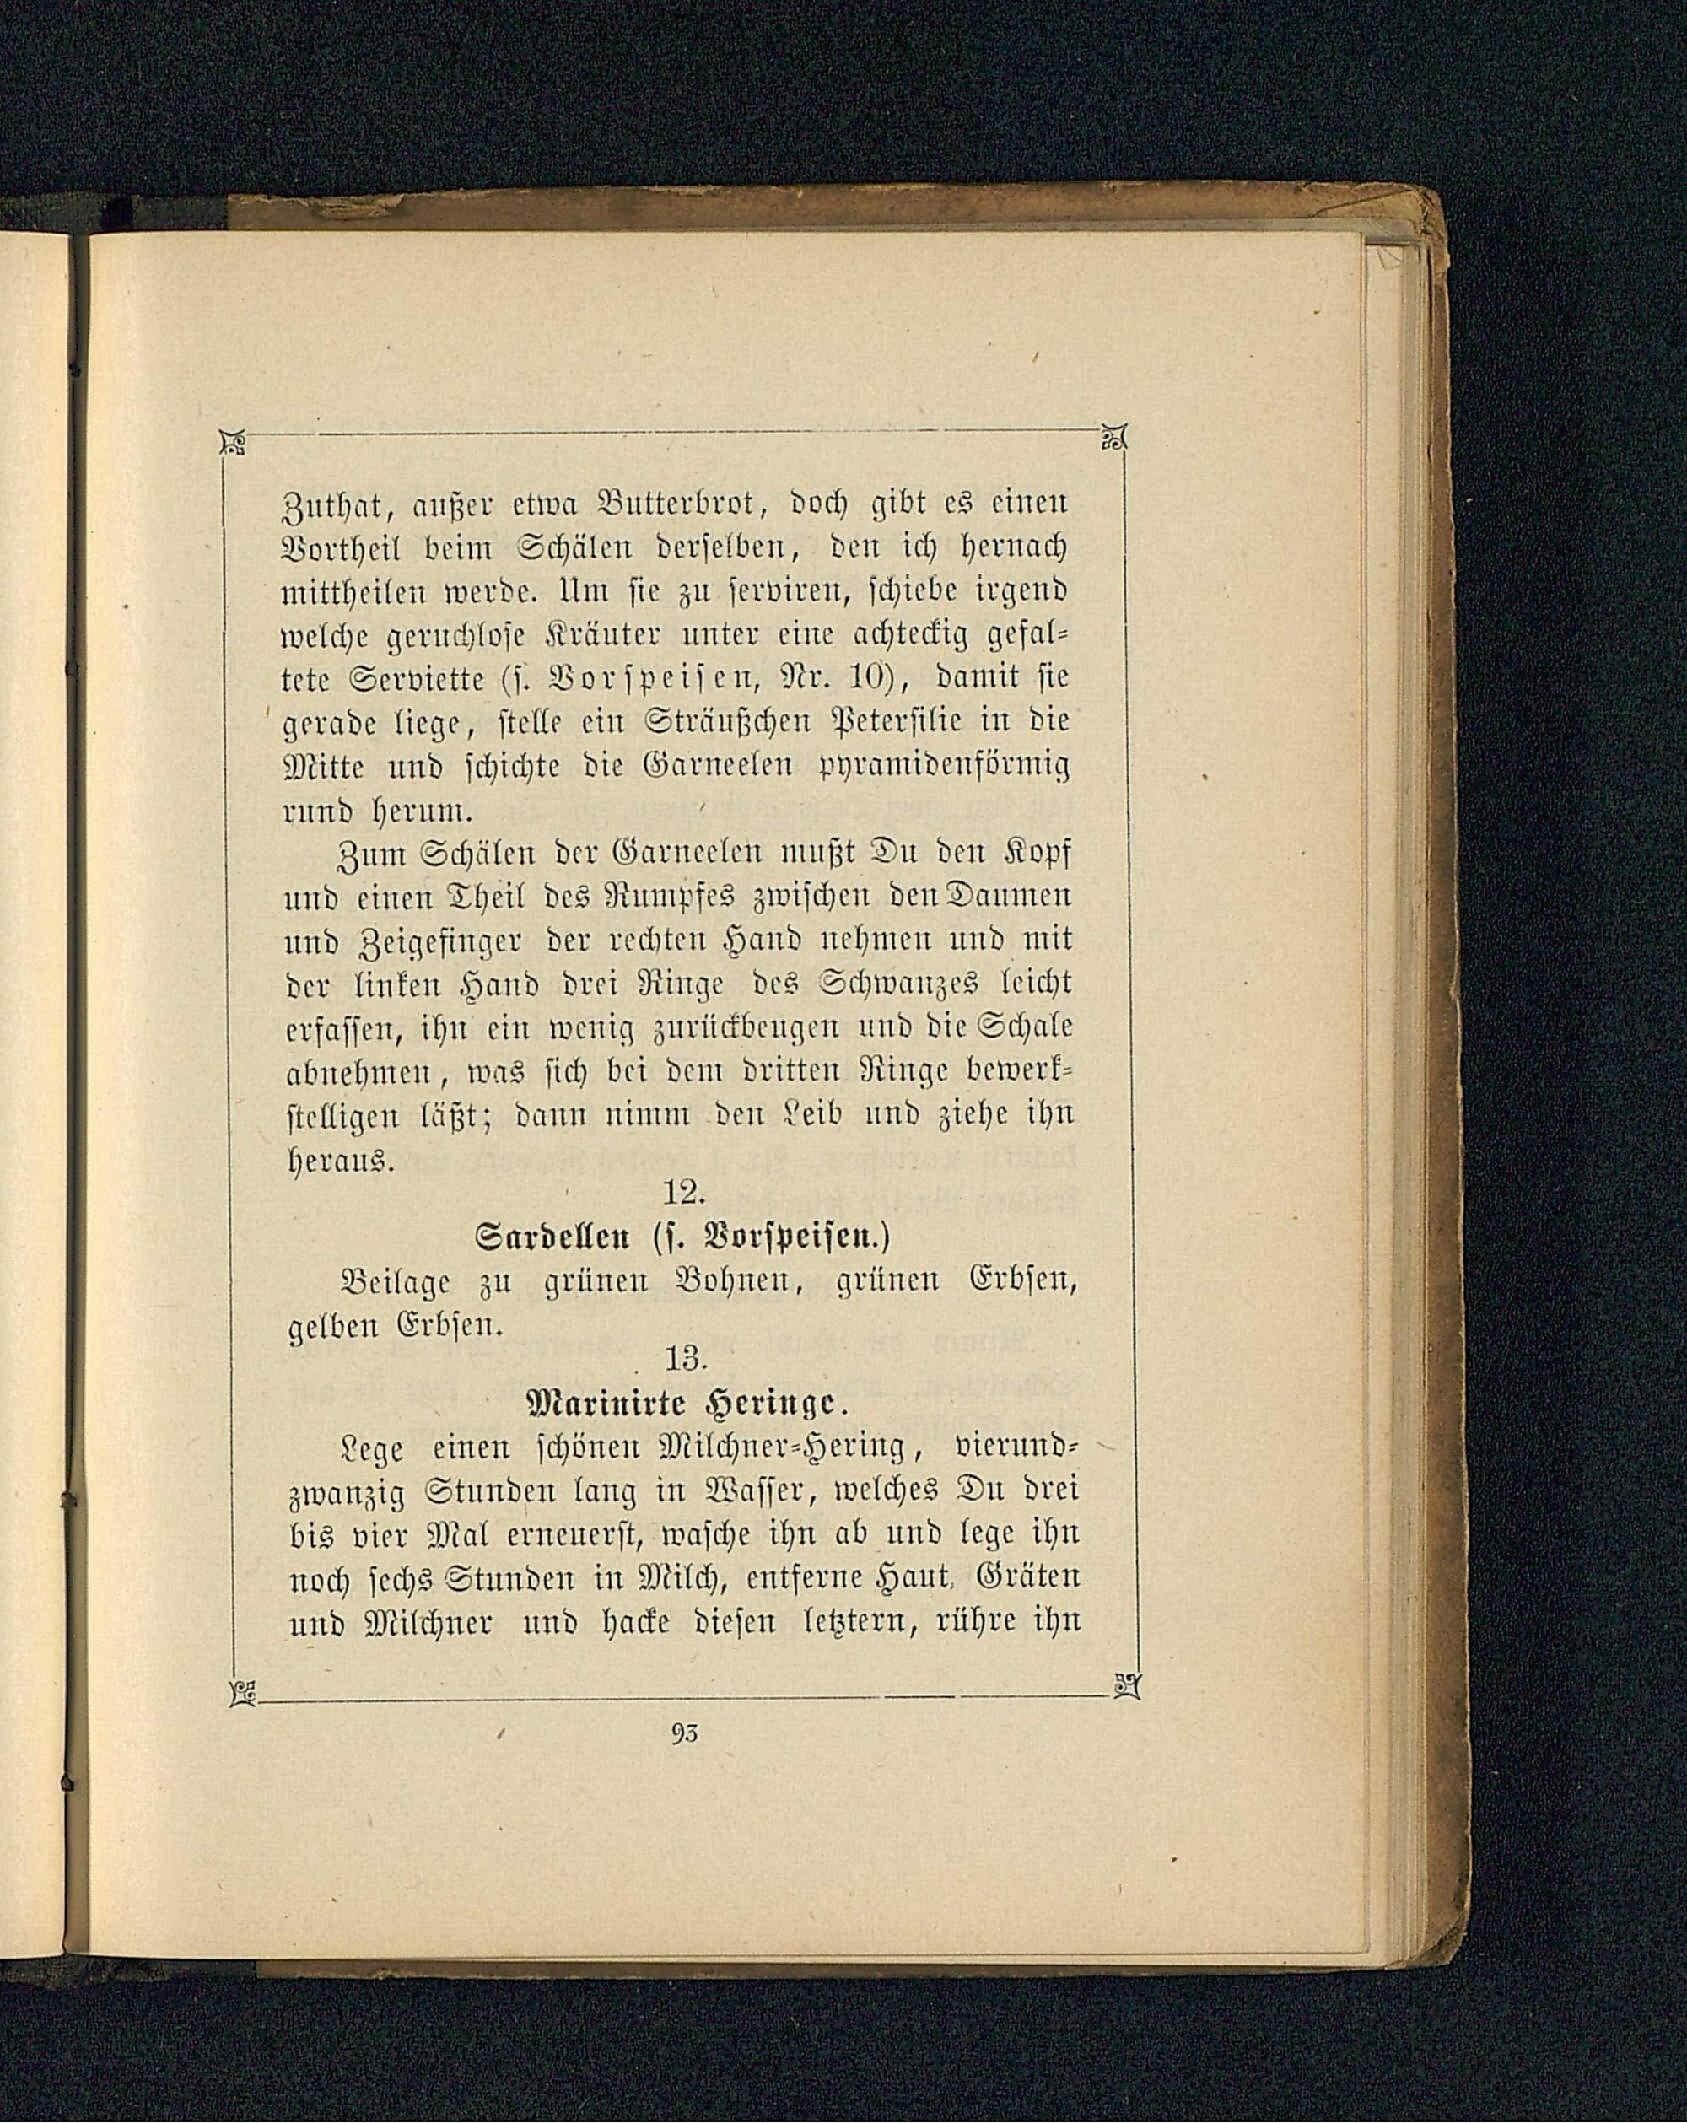 Zuthat, außer etwa Butterbrot, doch gibt es einen
Vortheil beim Schälen derselben, den ich hernach
mittheilen werde. Um sie zu serviren, schiebe irgend
welche geruchlose Kräuter unter eine achteckig gefal-
tete Serviette (s. Vorspeisen, Nr. 10), damit sie
gerade liege, stelle ein Sträußchen Petersilie in die
Mitte und schichte die Garneelen pyramidenförmig
rund herum.
Zum Schälen der Garneelen mußt Du den Kopf
und einen Theil des Rumpfes zwischen den Daumen
und Zeigefinger der rechten Hand nehmen und mit
der linken Hand drei Ringe des Schwanzes leicht
erfassen, ihn ein wenig zurückbeugen und die Schale
abnehmen, was sich bei dem dritten Ringe bewerk-
stelligen läßt; dann nimm den Leib und ziehe ihn
heraus.
12.
Sardellen (s. Vorspeisen.)
Beilage zu grünen Bohnen, grünen Erbsen,
gelben Erbsen.
13.
Marinirte Heringe.
Lege einen schönen Milchner-Hering, vierund-
zwanzig Stunden lang in Wasser, welches Du drei
bis vier Mal erneuerst, wasche ihn ab und lege ihn
noch sechs Stunden in Milch, entferne Haut, Gräten
und Milchner und hacke diesen letztern, rühre ihn
93